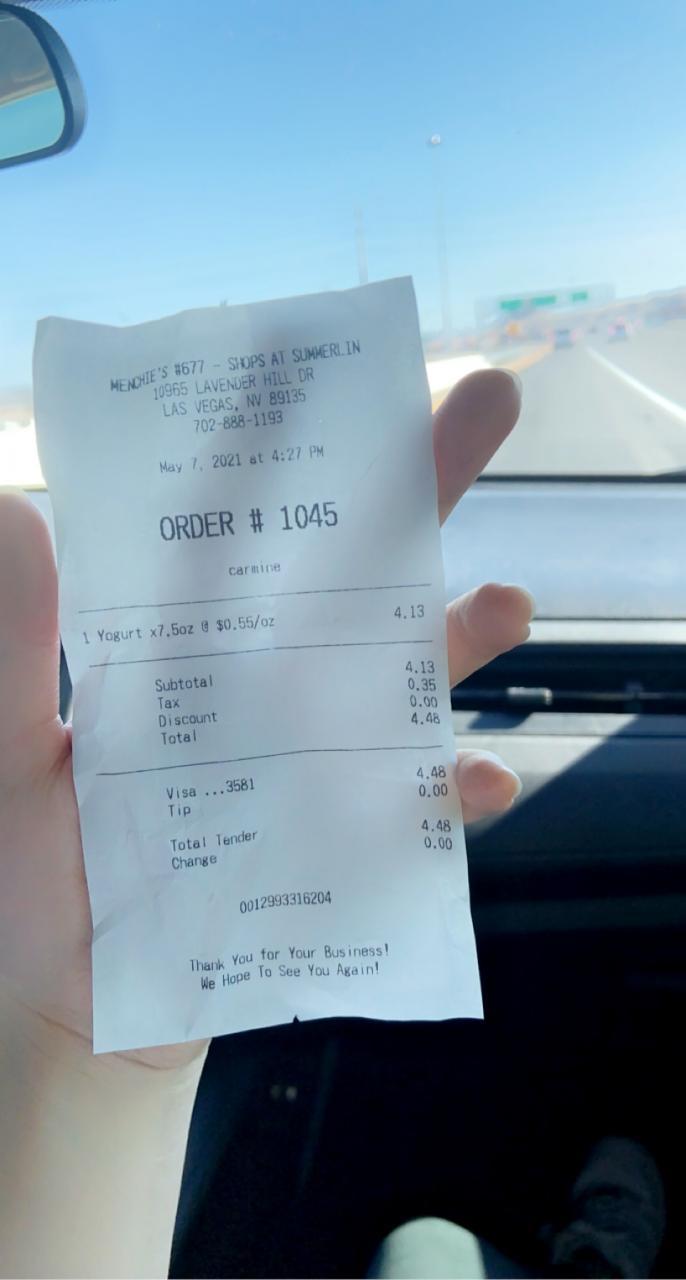 MENCHIE'S #677 - SHOPS AT SUMMERLIN
10965 LAVENDER HILL DR
LAS VEGAS, NV 89135
702-888-1193
May 7, 2021 at 4:27 PM
ORDER # 1045
carmine
1 Yogurt x7.5oz @ $0.55/oz 4.13
Subtotal 4.13
Tax 0.35
Discount 0.00
Total 4.48
Visa ...3581 4.48
Tip 0.00
Total Tender 4.48
Change 0.00
0012993316204
Thank You for Your Business!
We Hope To See You Again!